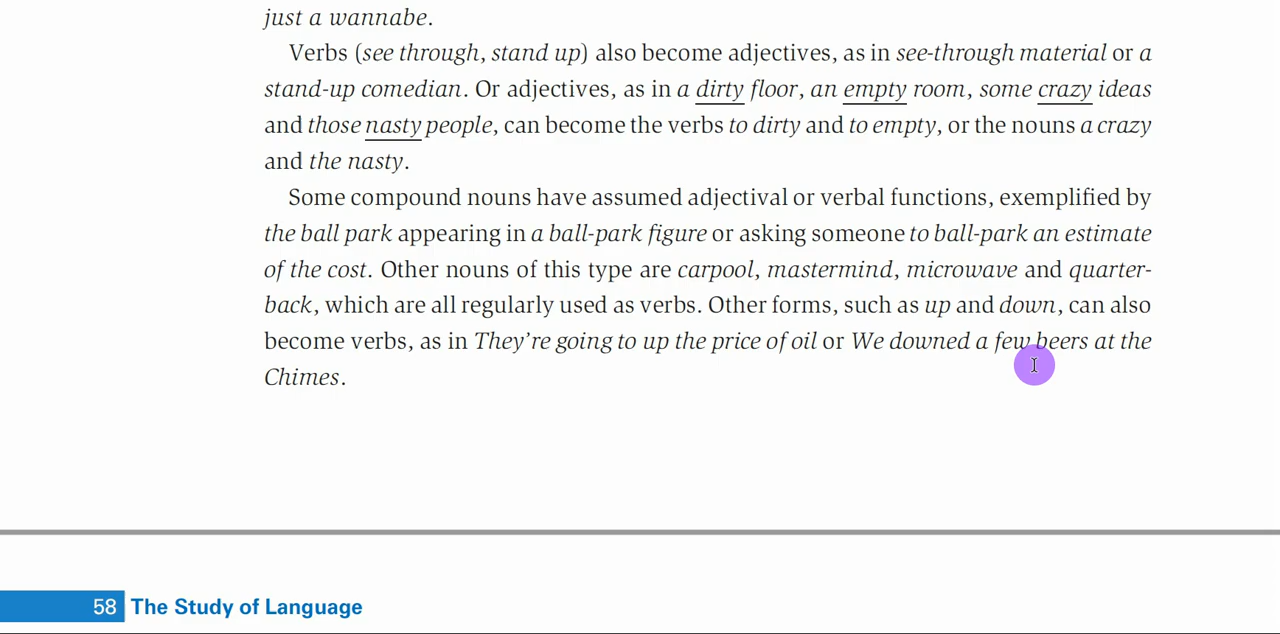 just a wannabe.
Verbs (see through, stand up) also become adjectives, as in see-through material or a
stand-up comedian. Or adjectives, as in a dirty floor, an empty room, some crazy ideas
and those nasty people, can become the verbs to dirty and to empty, or the nouns a crazy
and the nasty.
Some compound nouns have assumed adjectival or verbal functions, exemplified by
the ball park appearing in a ball-park figure or asking someone to ball-park an estimate
of the cost. Other nouns of this type are carpool, mastermind, microwave and quarter-
back, which are all regularly used as verbs. Other forms, such as up and down, can also
become verbs, as in They're going to up the price of oil or We downed a few beers at the
Chimes.
58 The Study of Language